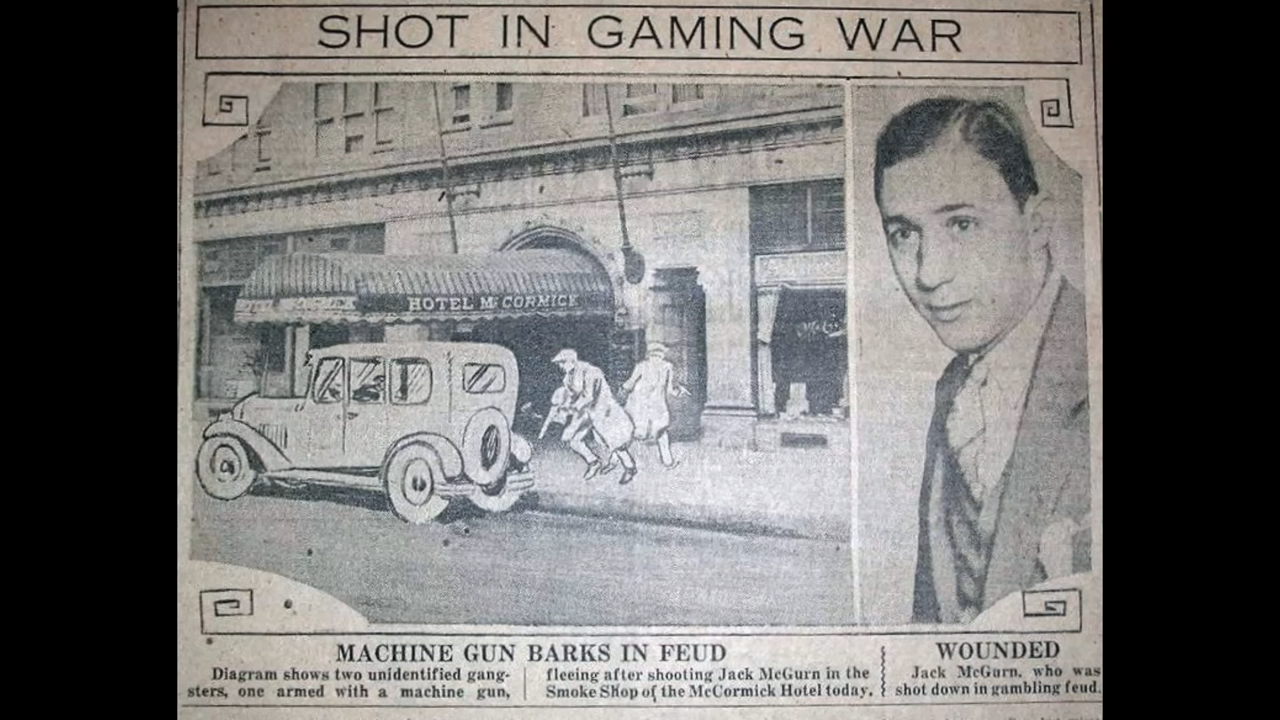 SHOT IN GAMING WAR
HOTEL McCORMICK
MACHINE GUN BARKS IN FEUD
Diagram shows two unidentified gang-
sters, one armed with a machine gun,
fleeing after shooting Jack McGurn in the
Smoke Shop of the McCormick Hotel today.
WOUNDED
Jack McGurn, who was
shot down in gambling feud.